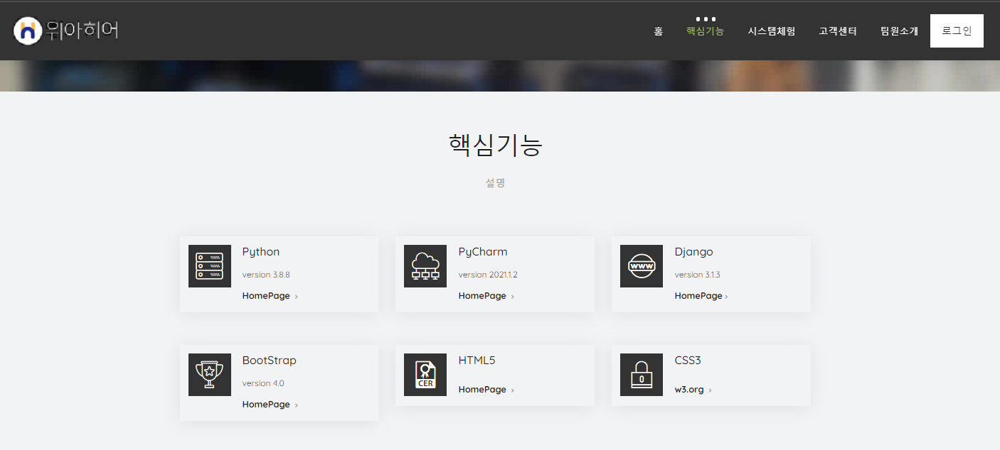 위아히어
홈 핵심기능 시스템체험 고객센터 팀원소개 로그인
핵심기능
설명
Python
version 3.8.8
HomePage ›
PyCharm
version 2021.1.2
HomePage ›
WWW
Django
version 3.1.3
HomePage ›
BootStrap
version 4.0
HomePage ›
CER
HTML5
HomePage ›
0
CSS3
w3.org ›